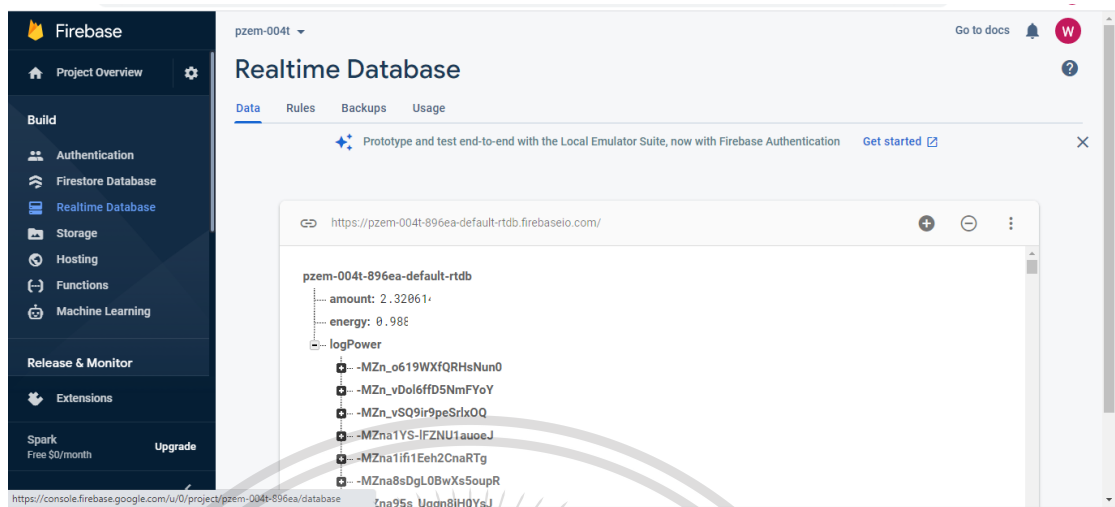 Firebase
pzem-004t
Go to docs
W
Project Overview
Realtime Database
Data Rules Backups Usage
Build
Prototype and test end-to-end with the Local Emulator Suite, now with Firebase Authentication Get started
Authentication
Firestore Database
Realtime Database
Storage
Hosting
Functions
Machine Learning
Release & Monitor
Extensions
Spark
Free $0/month
Upgrade
https://pzem-004t-896ea-default-rtdb.firebaseio.com/
pzem-004t-896ea-default-rtdb
amount: 2.320614
energy: 0.988
logPower
-MZn_o619WXfQRHsNun0
-MZn_vDol6ffD5NmFYoY
-MZn_vSQ9ir9peSrlxOQ
-MZna1YS-lFZNU1auoeJ
-MZna1ifi1Eeh2CnaRTg
-MZna8sDgL0BwXs5oupR
https://console.firebase.google.com/u/0/project/pzem-004t-896ea/database